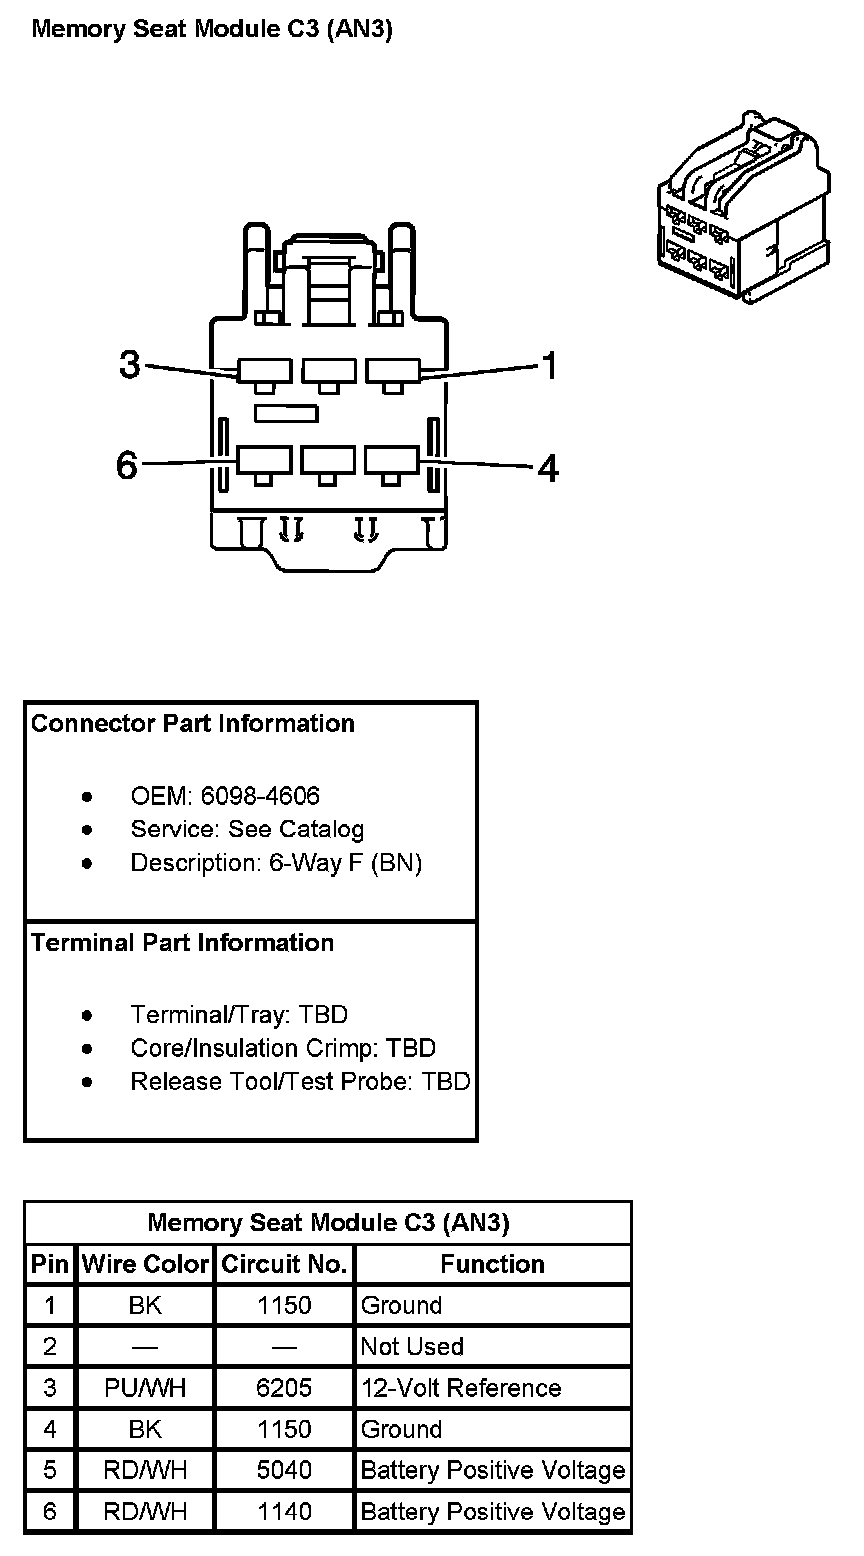 Memory Seat Module C3 (AN3)
3
1
6
4
Connector Part Information
• OEM: 6098-4606
• Service: See Catalog
• Description: 6-Way F (BN)
Terminal Part Information
• Terminal/Tray: TBD
• Core/Insulation Crimp: TBD
• Release Tool/Test Probe: TBD
Memory Seat Module C3 (AN3)
Pin Wire Color Circuit No. Function
1 BK 1150 Ground
2 — — Not Used
3 PU/WH 6205 12-Volt Reference
4 BK 1150 Ground
5 RD/WH 5040 Battery Positive Voltage
6 RD/WH 1140 Battery Positive Voltage